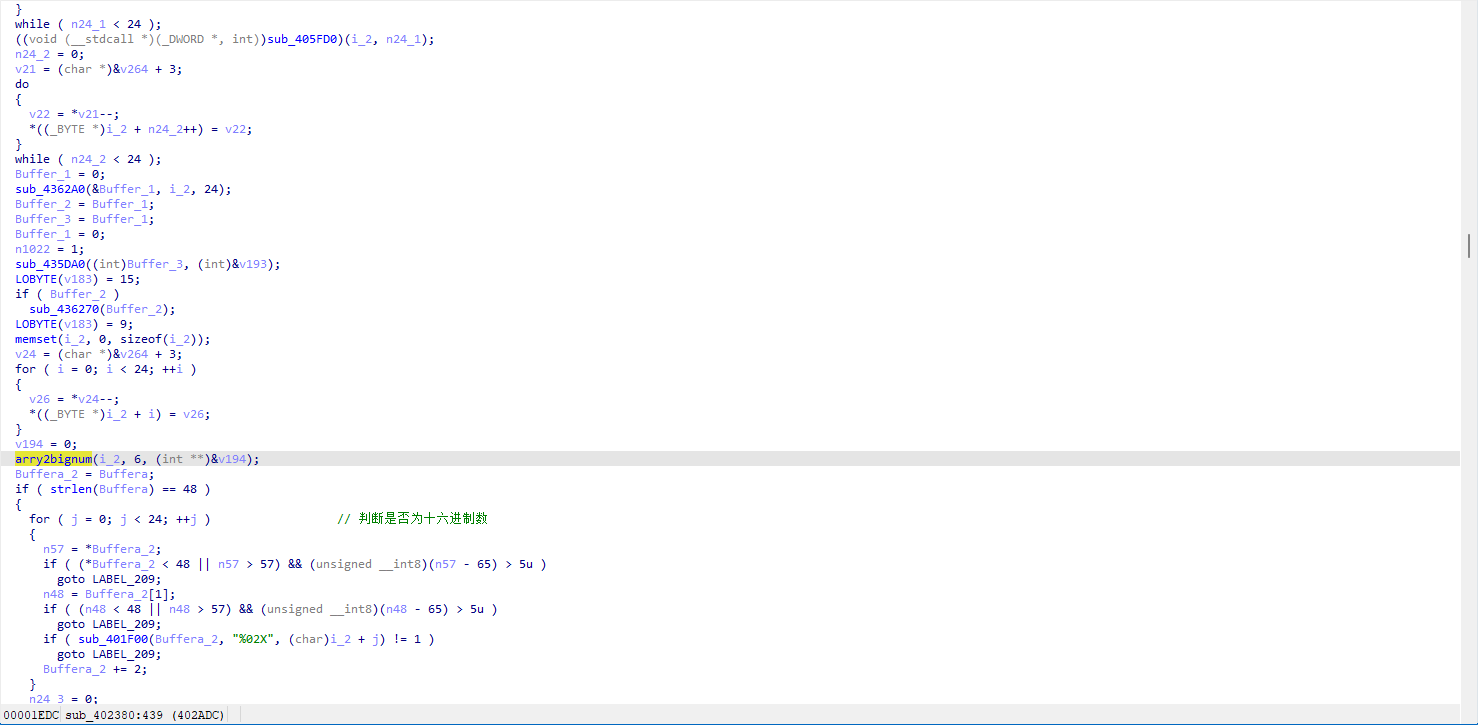 }
while ( n24_1 < 24 );
((void (__stdcall *)(_DWORD *, int))sub_405FD0)(i_2, n24_1);
n24_2 = 0;
v21 = (char *)&v264 + 3;
do
{
v22 = *v21--;
*((_BYTE *)i_2 + n24_2++) = v22;
}
while ( n24_2 < 24 );
Buffer_1 = 0;
sub_4362A0(&Buffer_1, i_2, 24);
Buffer_2 = Buffer_1;
Buffer_3 = Buffer_1;
Buffer_1 = 0;
n1022 = 1;
sub_435DA0((int)Buffer_3, (int)&v193);
LOBYTE(v183) = 15;
if ( Buffer_2 )
sub_436270(Buffer_2);
LOBYTE(v183) = 9;
memset(i_2, 0, sizeof(i_2));
v24 = (char *)&v264 + 3;
for ( i = 0; i < 24; ++i )
{
v26 = *v24--;
*((_BYTE *)i_2 + i) = v26;
}
v194 = 0;
arry2bignum(i_2, 6, (int **)&v194);
Buffera_2 = Buffera;
if ( strlen(Buffera) == 48 )
{
for ( j = 0; j < 24; ++j ) // 判断是否为十六进制数
{
n57 = *Buffera_2;
if ( (*Buffera_2 < 48 || n57 > 57) && (unsigned __int8)(n57 - 65) > 5u )
goto LABEL_209;
n48 = Buffera_2[1];
if ( (n48 < 48 || n48 > 57) && (unsigned __int8)(n48 - 65) > 5u )
goto LABEL_209;
if ( sub_401F00(Buffera_2, "%02X", (char)i_2 + j) != 1 )
goto LABEL_209;
Buffera_2 += 2;
}
n24_3 = 0;
00001EDC sub_402380:439 (402ADC)